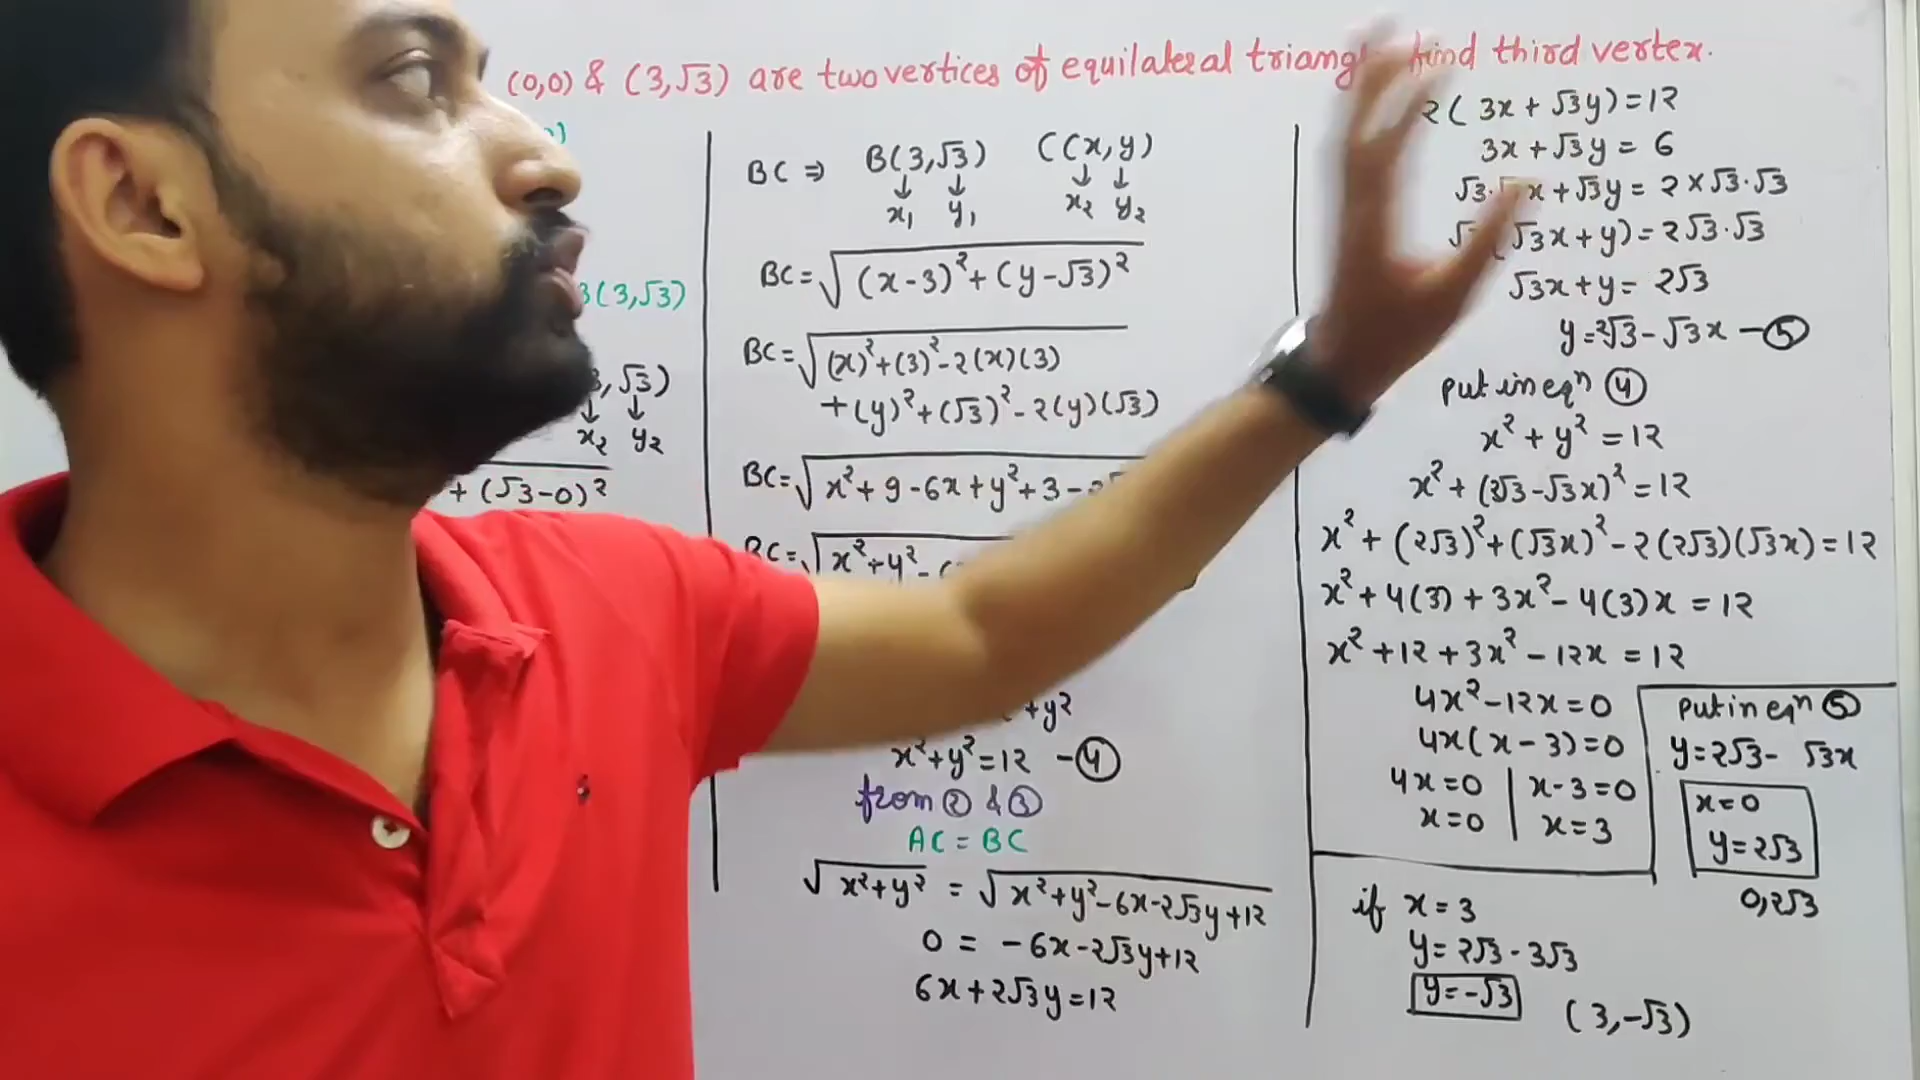 (0,0) & (3,√3) are two vertices of equilateral find third vertex.
B(3,√3)
,√3)
↓ ↓
x₂ y₂
+ (√3-0)²
BC ⇒ B(3,√3) C(x,y)
↓ ↓ ↓ ↓
x₁ y₁ x₂ y₂
BC=√(x-3)²+(y-√3)²
BC=√(x)²+(3)²-2(x)(3)
+(y)²+(√3)²-2(y)(√3)
BC=√x²+9-6x+y²+3-
BC=√x²+y²-
+y²
x²+y²=12 -④
from ② & ③
AC = BC
√x²+y² = √x²+y²-6x-2√3y+12
0 = -6x-2√3y+12
6x+2√3y=12
2(3x+√3y)=12
3x+√3y = 6
√3. x+√3y = 2×√3.√3
(√3x+y)=2√3.√3
√3x+y= 2√3
y=2√3-√3x -⑤
put in eqⁿ ④
x²+y²=12
x²+(2√3-√3x)²=12
x²+(2√3)²+(√3x)²-2(2√3)(√3x)=12
x²+4(3)+3x²-4(3)x=12
x²+12+3x²-12x=12
4x²-12x=0
4x(x-3)=0
4x=0 | x-3=0
x=0 | x=3
put in eqⁿ ⑤
y=2√3- √3x
x=0
y=2√3
0,2√3
if x=3
y=2√3-3√3
y=-√3
(3,-√3)